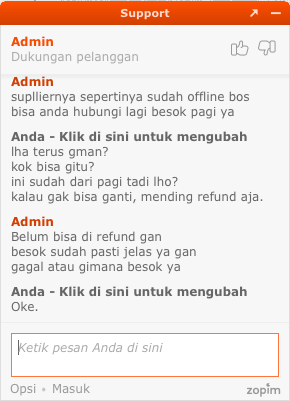 Support
Admin
Dukungan pelanggan
Admin
suplliernya sepertinya sudah offline bos
bisa anda hubungi lagi besok pagi ya
Anda - Klik di sini untuk mengubah
lha terus gman?
kok bisa gitu?
ini sudah dari pagi tadi lho?
kalau gak bisa ganti, mending refund aja.
Admin
Belum bisa di refund gan
besok sudah pasti jelas ya gan
gagal atau gimana besok ya
Anda - Klik di sini untuk mengubah
Oke.
Ketik pesan Anda di sini
Opsi • Masuk
zopim